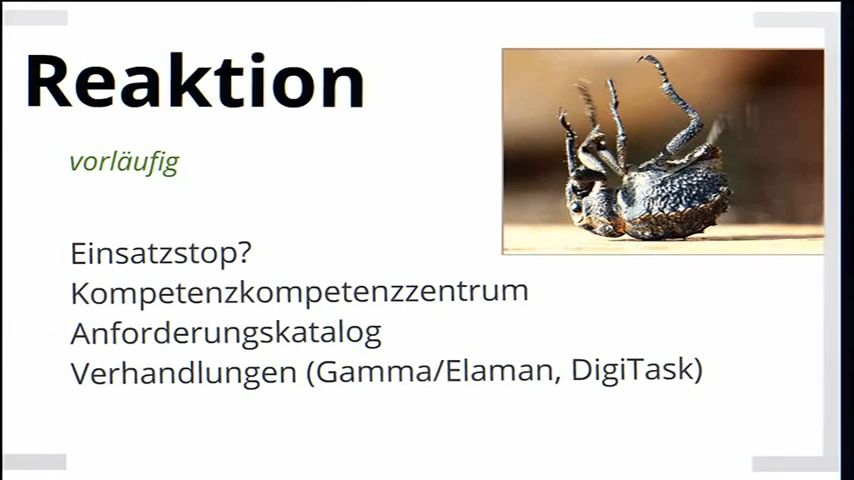 Reaktion
vorläufig
Einsatzstop?
Kompetenzkompetenzzentrum
Anforderungskatalog
Verhandlungen (Gamma/Elaman, DigiTask)